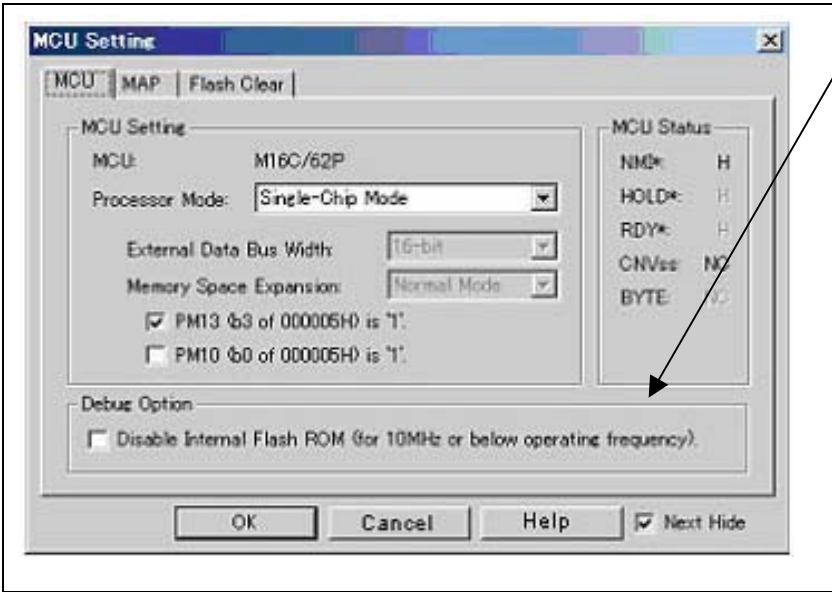 MCU Setting
MCU MAP Flash Clear
MCU Setting
MCU: M16C/62P
Processor Mode: Single-Chip Mode
External Data Bus Width: 16-bit
Memory Space Expansion: Normal Mode
PM13 (b3 of 000005H) is "1".
PM10 (b0 of 000005H) is "1".
MCU Status
NMI*: H
HOLD*: H
RDY*: H
CNVss: NC
BYTE: NC
Debug Option
Disable Internal Flash ROM (for 10MHz or below operating frequency).
OK Cancel Help Next Hide